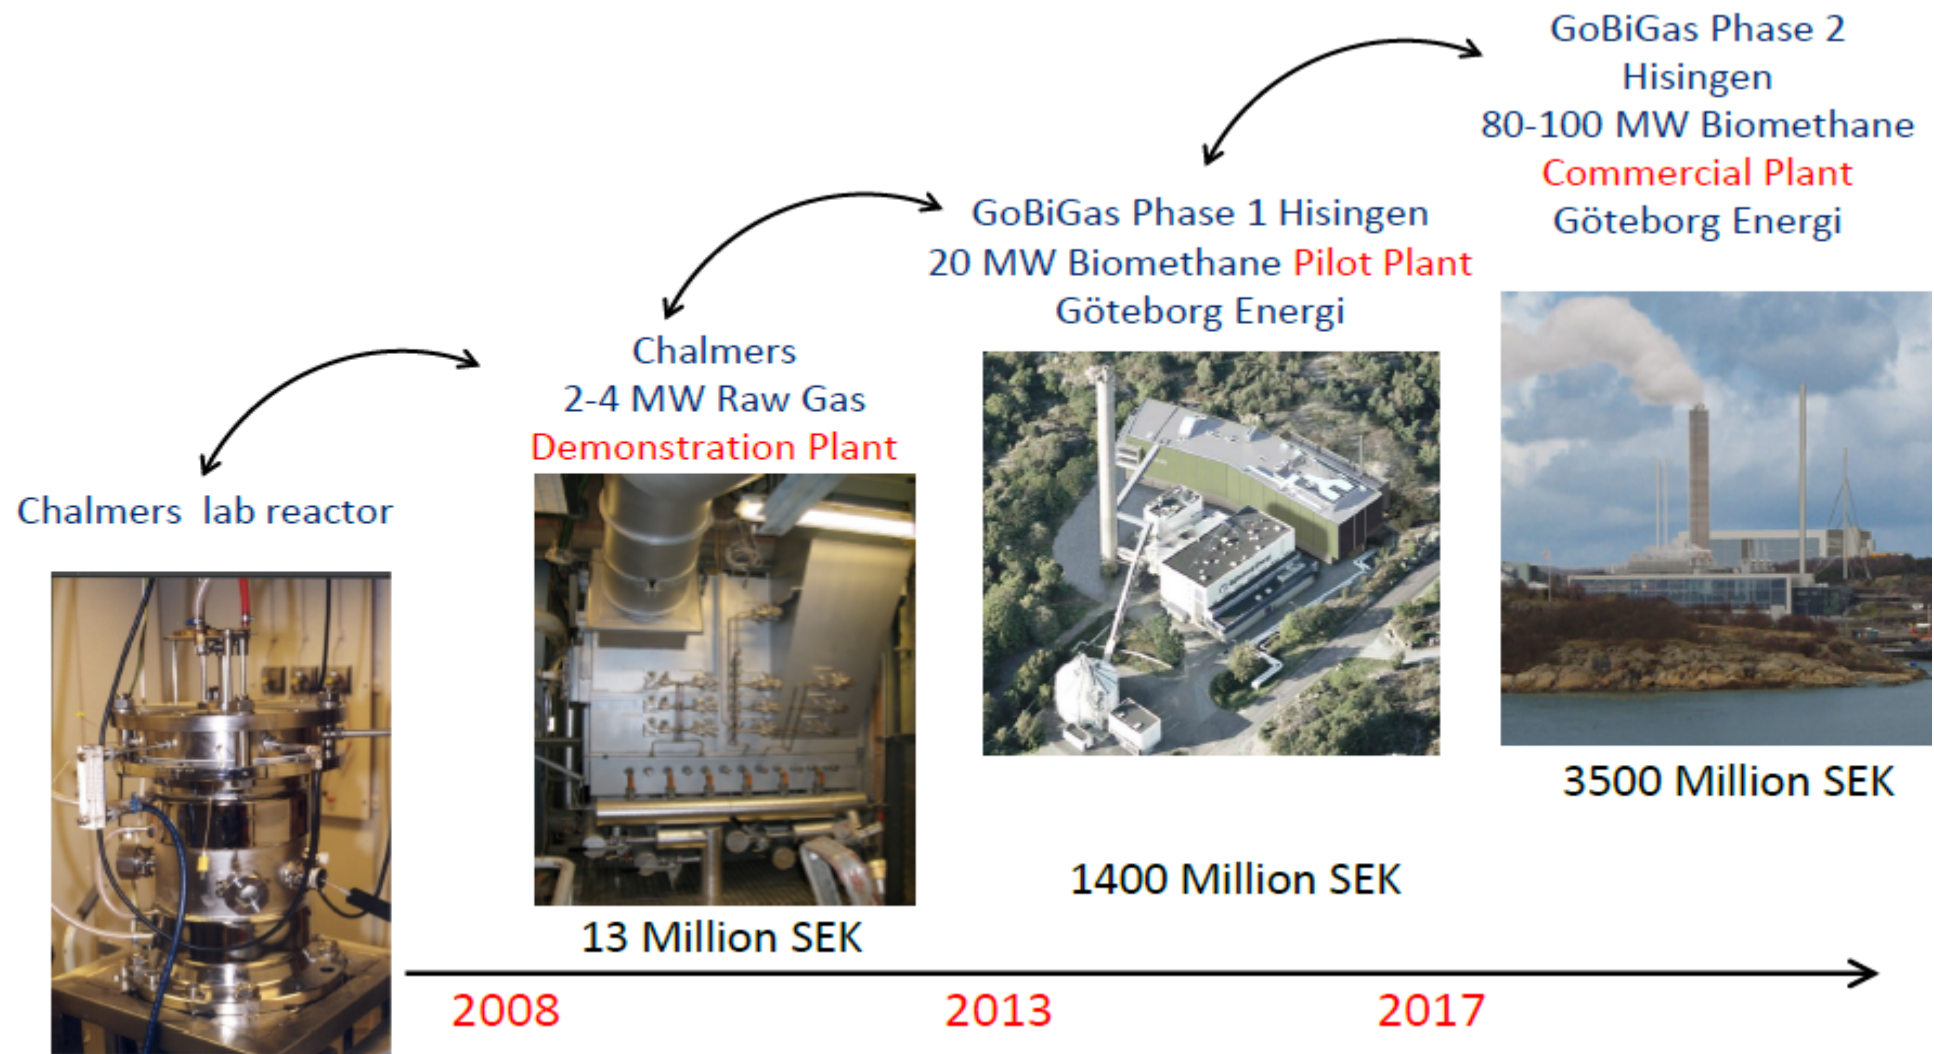 Chalmers lab reactor
Chalmers
2-4 MW Raw Gas
Demonstration Plant
13 Million SEK
GoBiGas Phase 1 Hisingen
20 MW Biomethane Pilot Plant
Göteborg Energi
1400 Million SEK
GoBiGas Phase 2
Hisingen
80-100 MW Biomethane
Commercial Plant
Göteborg Energi
3500 Million SEK
2008
2013
2017